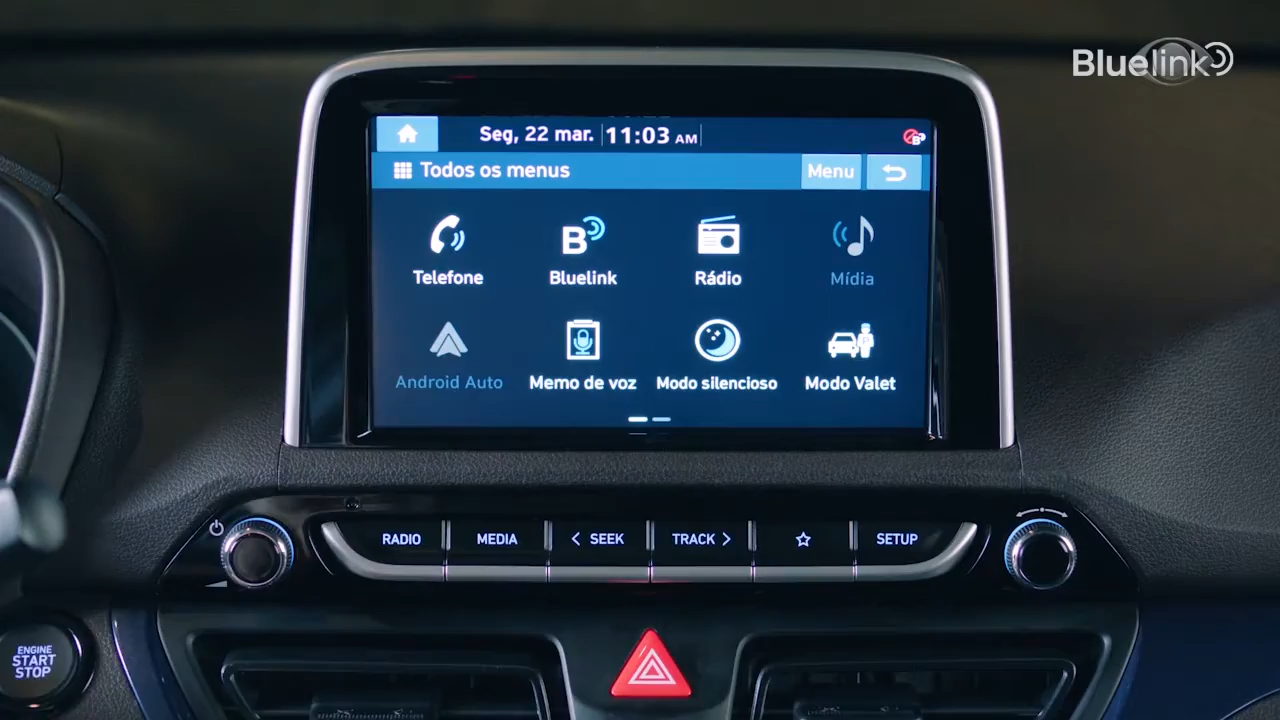 Bluelink
Seg, 22 mar. 11:03 AM
Todos os menus Menu
Telefone B Bluelink Rádio Mídia
Android Auto Memo de voz Modo silencioso Modo Valet
RADIO MEDIA < SEEK TRACK > SETUP
ENGINE
START
STOP